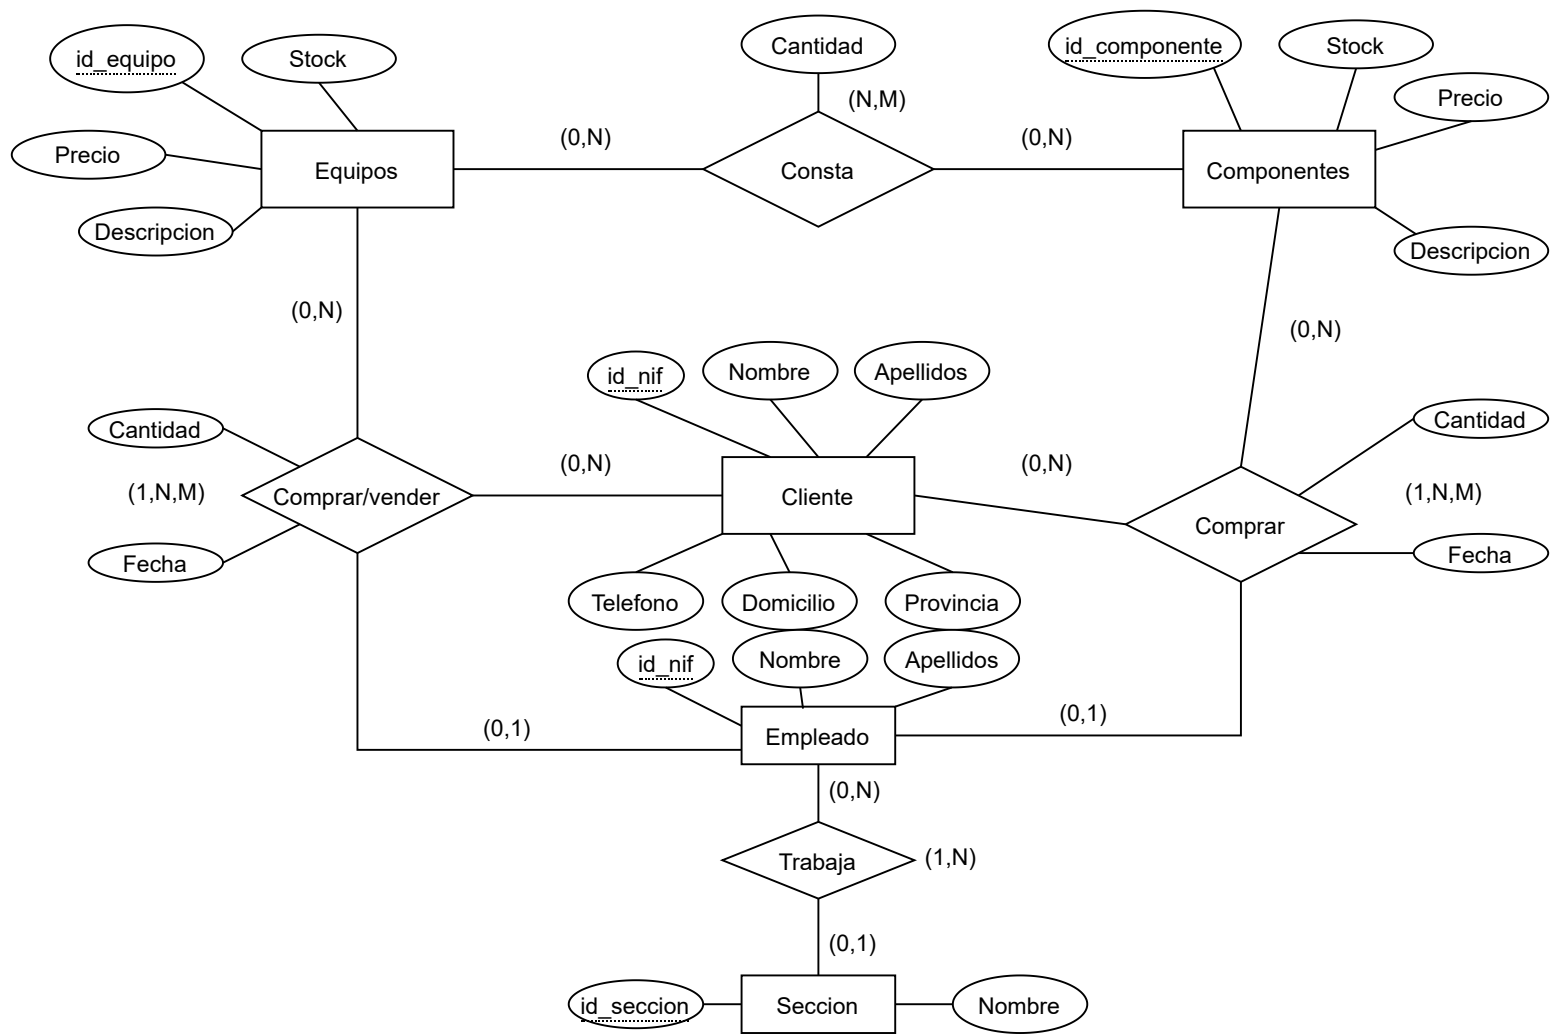 id_equipo
Stock
Cantidad
id_componente
Stock
Precio
(N,M)
(0,N)
(0,N)
Precio
Equipos
Consta
Componentes
Descripcion
Descripcion
(0,N)
(0,N)
id_nif
Nombre
Apellidos
Cantidad
Cantidad
(0,N)
(0,N)
(1,N,M)
Comprar/vender
Cliente
(1,N,M)
Comprar
Fecha
Fecha
Telefono
Domicilio
Provincia
id_nif
Nombre
Apellidos
(0,1)
(0,1)
Empleado
(0,N)
Trabaja
(1,N)
(0,1)
id_seccion
Seccion
Nombre